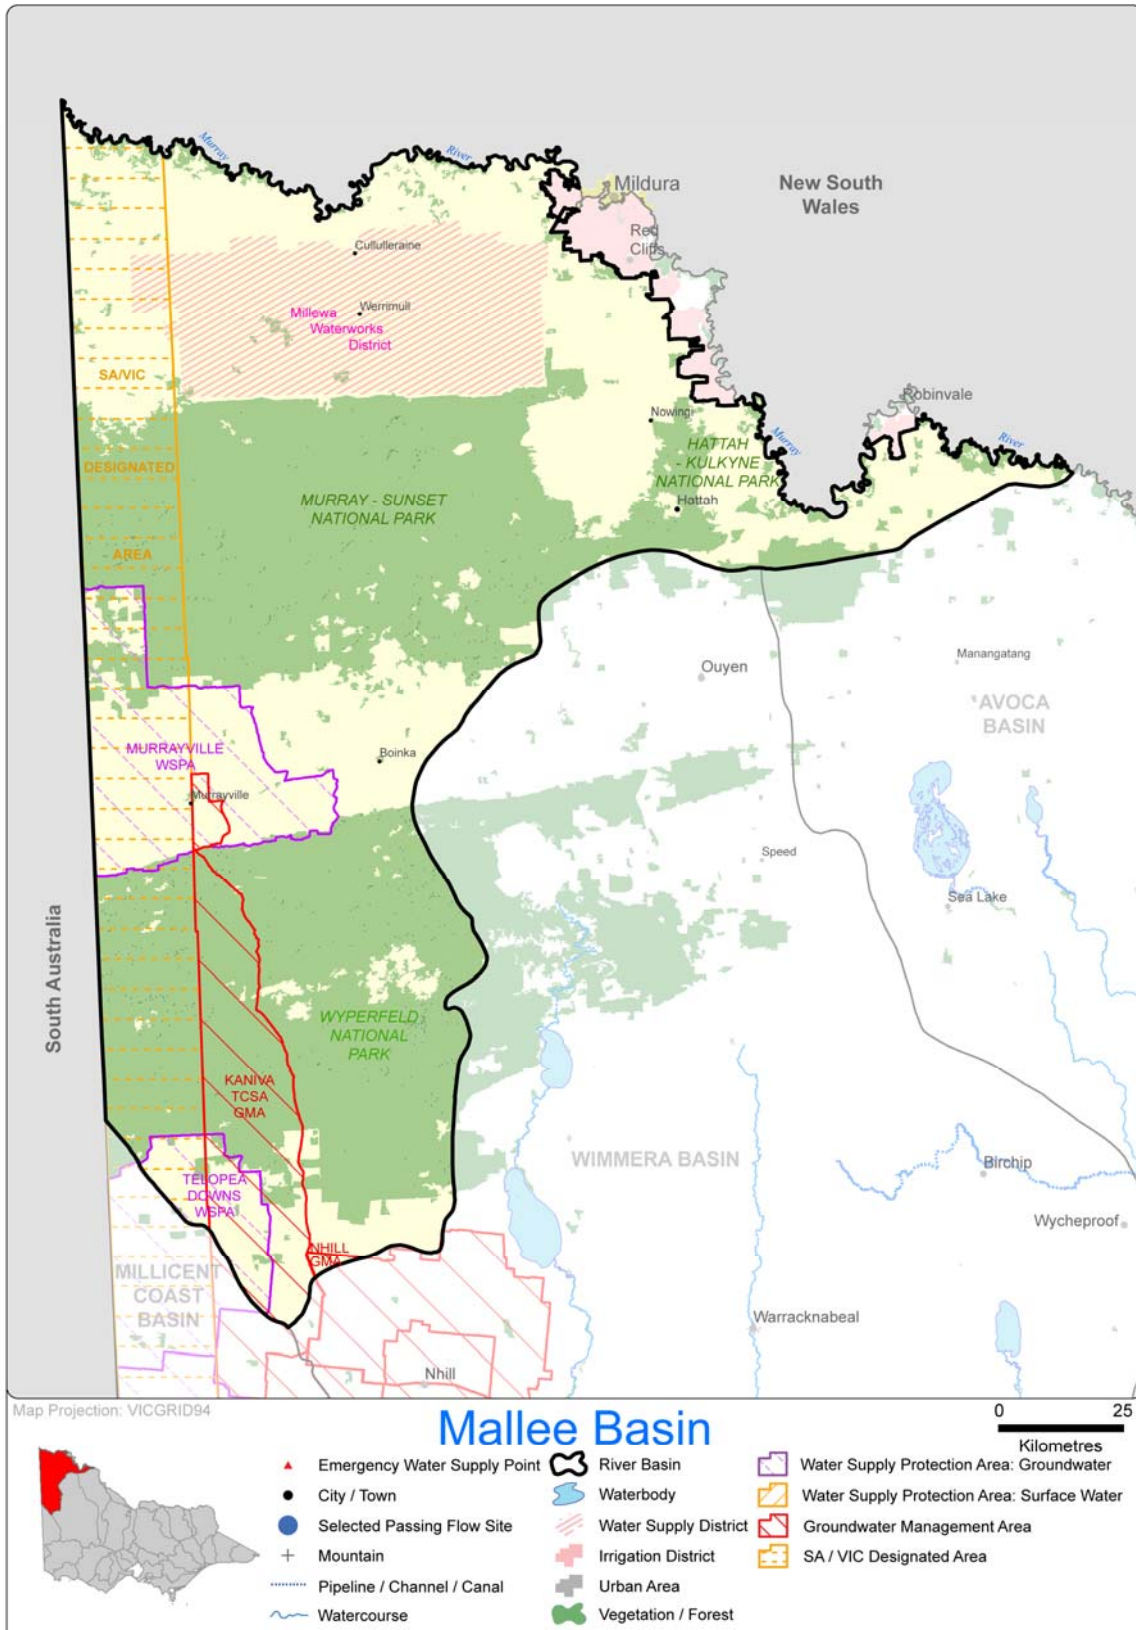 Murray
River
Mildura
New South
Wales
Red
Cliffs
Cullulleraine
Millewa
Werrimull
Waterworks
District
SA/VIC
Robinvale
Nowingi
HATTAH
- KULKYNE
NATIONAL PARK
Murray
River
DESIGNATED
MURRAY - SUNSET
NATIONAL PARK
Hattah
AREA
Manangatang
Ouyen
AVOCA
BASIN
MURRAYVILLE
WSPA
Boinka
Murrayville
Speed
Sea Lake
South Australia
WYPERFELD
NATIONAL
PARK
KANIVA
TCSA
GMA
WIMMERA BASIN
Birchip
TELOPEA
DOWNS
WSPA
Wycheproof
NHILL
GMA
MILLICENT
COAST
BASIN
Warracknabeal
Nhill
Map Projection: VICGRID94
Mallee Basin
0 25
Kilometres
Emergency Water Supply Point
City / Town
Selected Passing Flow Site
Mountain
Pipeline / Channel / Canal
Watercourse
River Basin
Waterbody
Water Supply District
Irrigation District
Urban Area
Vegetation / Forest
Water Supply Protection Area: Groundwater
Water Supply Protection Area: Surface Water
Groundwater Management Area
SA / VIC Designated Area